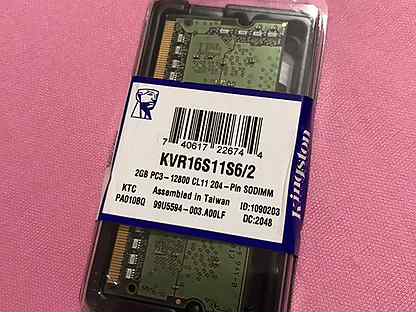 7 40617 22674 4
KVR16S11S6/2
2GB PC3-12800 CL11 204-Pin SODIMM
KTC Assembled in Taiwan ID:1090203
PA0108Q 99U5594-003.A00LF DC:2048
Kingston